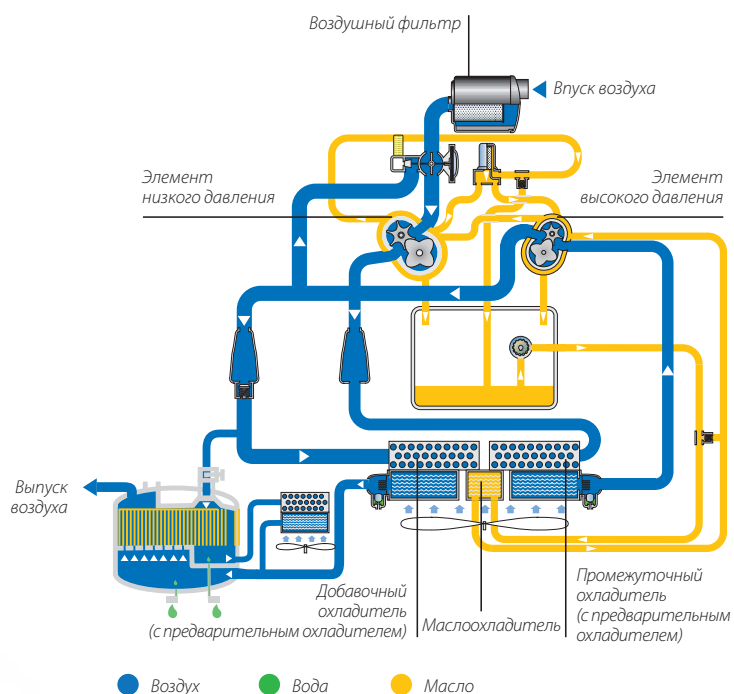 Воздушный фильтр
Впуск воздуха
Элемент
низкого давления
Элемент
высокого давления
Выпуск
воздуха
Добавочный
охладитель
(с предварительным охладителем)
Маслоохладитель
Промежуточный
охладитель
(с предварительным
охладителем)
Воздух
Вода
Масло